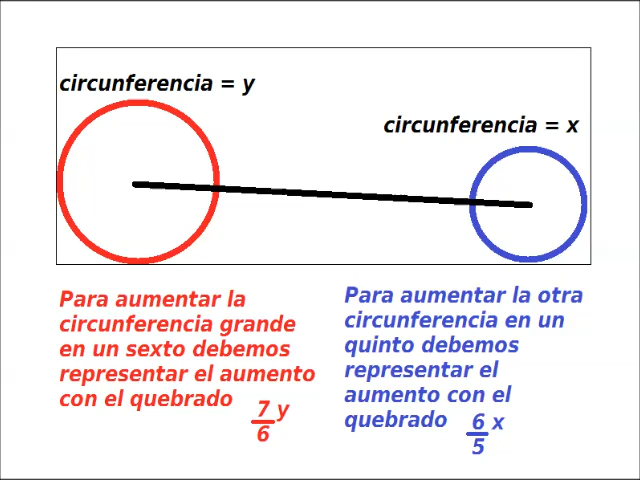 circunferencia = y
circunferencia = x
Para aumentar la
circunferencia grande
en un sexto debemos
representar el aumento
con el quebrado 7/6 y
Para aumentar la otra
circunferencia en un
quinto debemos
representar el
aumento con el
quebrado 6/5 x